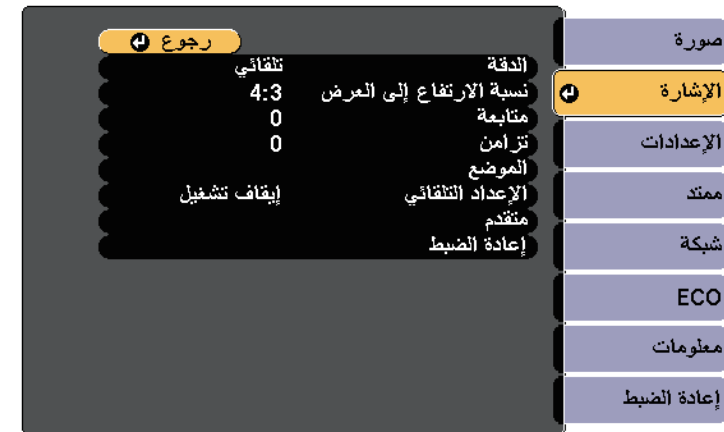 صورة
الإشارة
الإعدادات
ممتد
شبكة
ECO
معلومات
إعادة الضبط
رجوع
الدقة تلقائي
نسبة الارتفاع إلى العرض 4:3
متابعة 0
تزامن 0
الموضع
الإعداد التلقائي إيقاف تشغيل
متقدم
إعادة الضبط